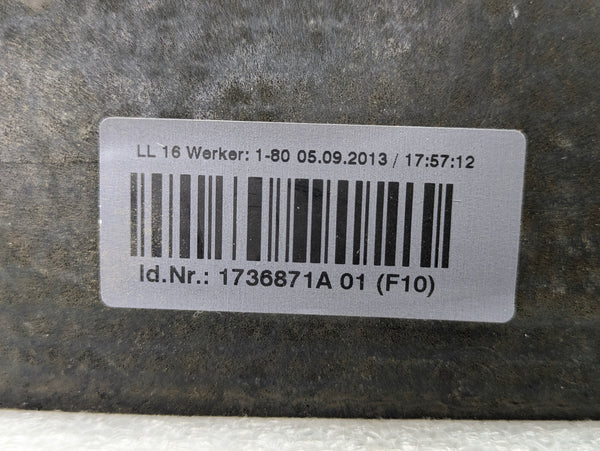 LL 16 Werker: 1-80 05.09.2013 / 17:57:12
Id.Nr.: 1736871A 01 (F10)